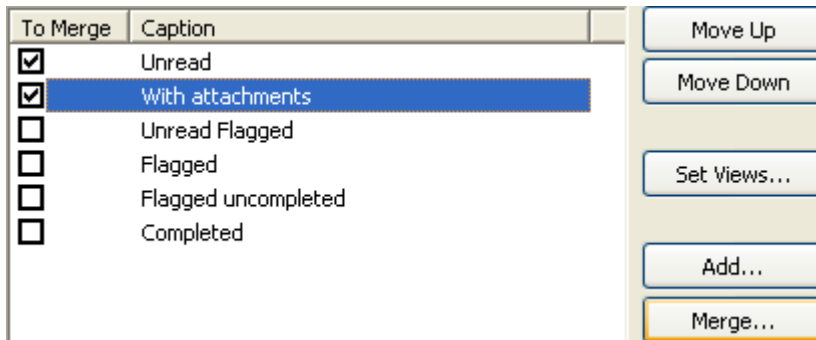 To Merge Caption
Unread
With attachments
Unread Flagged
Flagged
Flagged uncompleted
Completed
Move Up
Move Down
Set Views...
Add...
Merge...